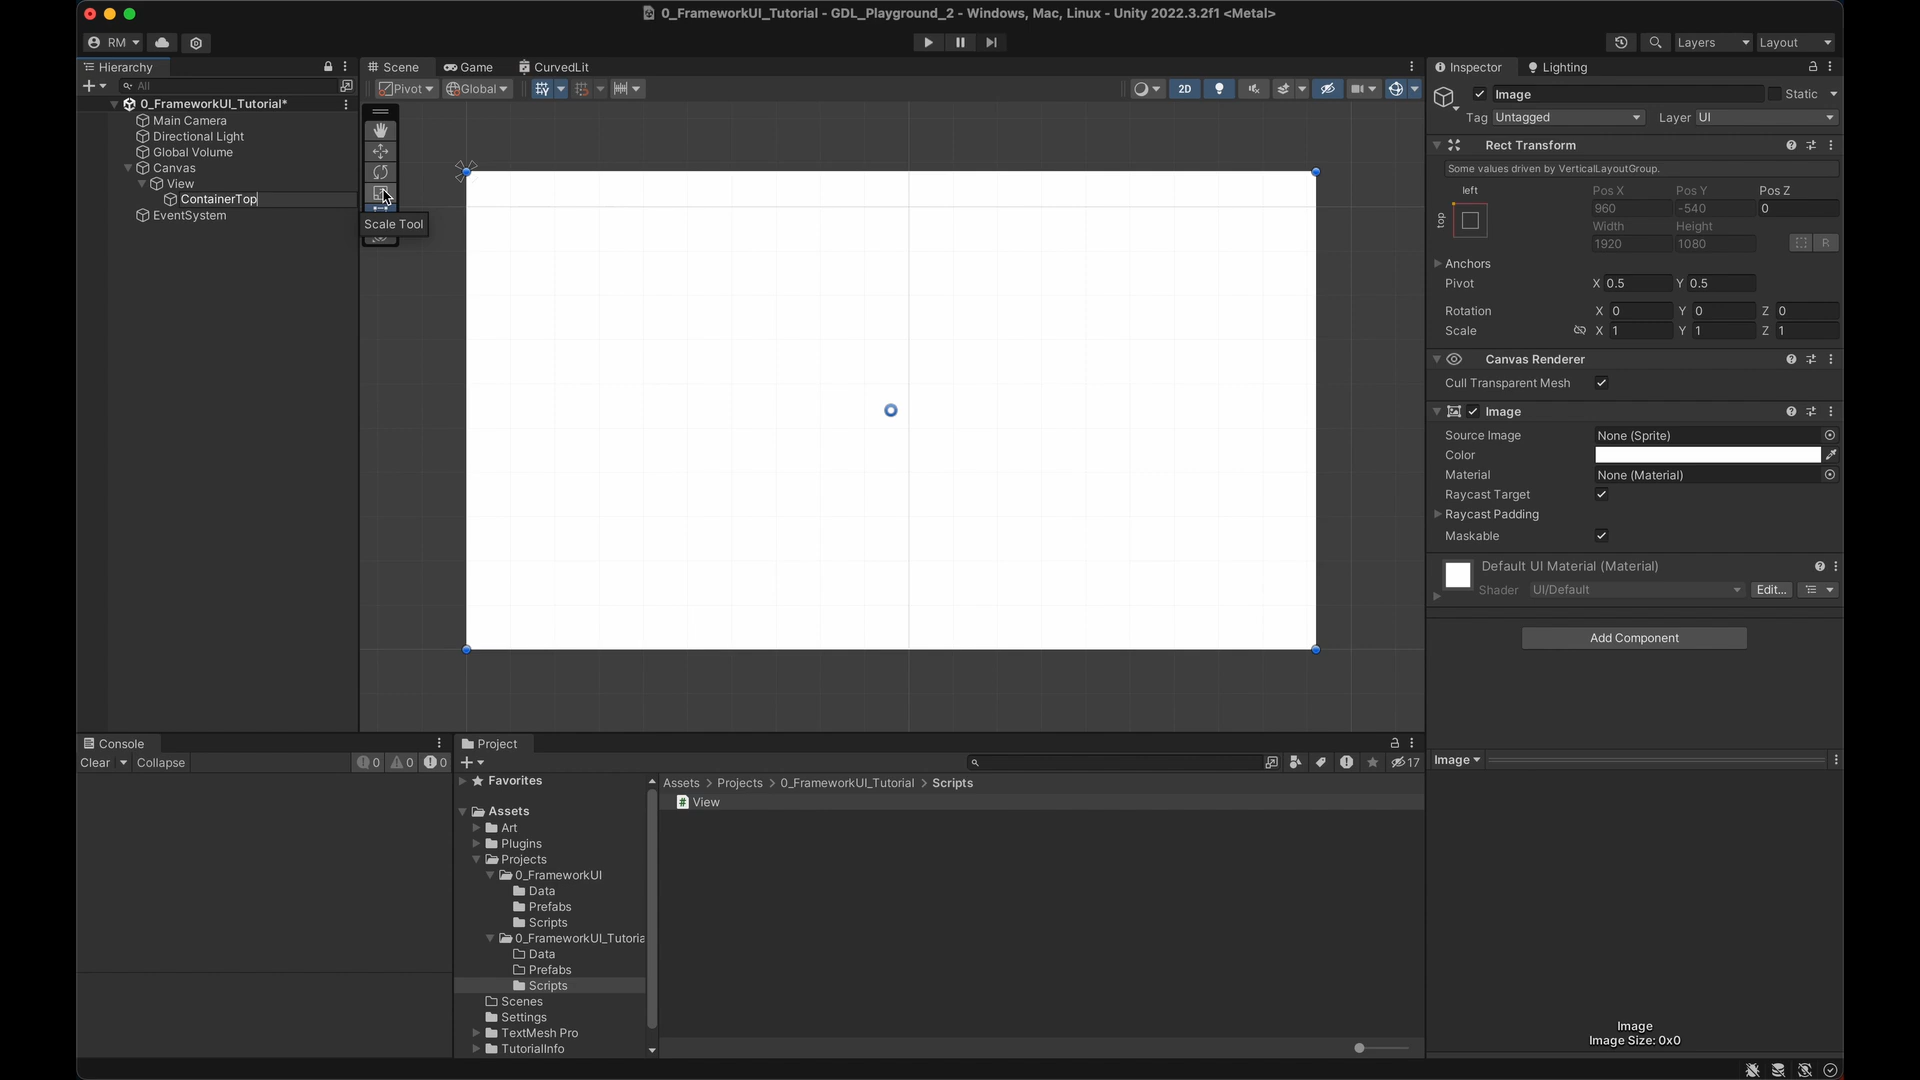 0_FrameworkUI_Tutorial - GDL_Playground_2 - Windows, Mac, Linux - Unity 2022.3.2f1 <Metal>
RM
Layers
Layout
Hierarchy
Scene
Game
CurvedLit
Inspector
Lighting
All
Pivot
Global
2D
Image
Static
Tag Untagged
Layer UI
0_FrameworkUI_Tutorial*
Main Camera
Directional Light
Global Volume
Canvas
View
ContainerTop
EventSystem
Scale Tool
Rect Transform
Some values driven by VerticalLayoutGroup.
left
top
Pos X Pos Y Pos Z
960 -540 0
Width Height
1920 1080
R
Anchors
Pivot X 0.5 Y 0.5
Rotation X 0 Y 0 Z 0
Scale X 1 Y 1 Z 1
Canvas Renderer
Cull Transparent Mesh
Image
Source Image None (Sprite)
Color
Material None (Material)
Raycast Target
Raycast Padding
Maskable
Default UI Material (Material)
Shader UI/Default Edit...
Add Component
Console
Clear Collapse 0 0 0
Project
17
Favorites
Assets
Art
Plugins
Projects
0_FrameworkUI
Data
Prefabs
Scripts
0_FrameworkUI_Tutoria
Data
Prefabs
Scripts
Scenes
Settings
TextMesh Pro
TutorialInfo
Assets > Projects > 0_FrameworkUI_Tutorial > Scripts
# View
Image
Image
Image Size: 0x0